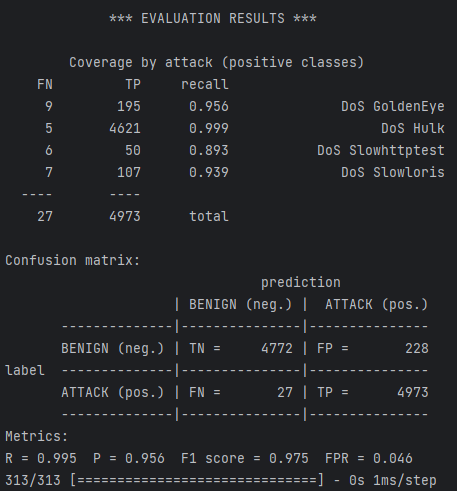 *** EVALUATION RESULTS ***
Coverage by attack (positive classes)
FN TP recall
9 195 0.956 DoS GoldenEye
5 4621 0.999 DoS Hulk
6 50 0.893 DoS Slowhttptest
7 107 0.939 DoS Slowloris
---- ----
27 4973 total
Confusion matrix:
prediction
| BENIGN (neg.) | ATTACK (pos.)
--------------|---------------|---------------
BENIGN (neg.) | TN = 4772 | FP = 228
label --------------|---------------|---------------
ATTACK (pos.) | FN = 27 | TP = 4973
--------------|---------------|---------------
Metrics:
R = 0.995 P = 0.956 F1 score = 0.975 FPR = 0.046
313/313 [==============================] - 0s 1ms/step